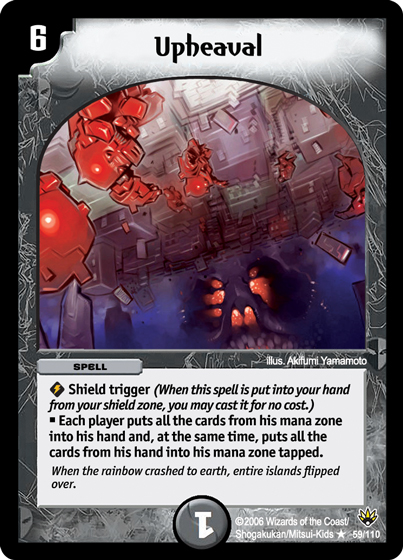 6
Upheaval
illus. Akifumi Yamamoto
SPELL
Shield trigger (When this spell is put into your hand
from your shield zone, you may cast it for no cost.)
▪ Each player puts all the cards from his mana zone
into his hand and, at the same time, puts all the
cards from his hand into his mana zone tapped.
When the rainbow crashed to earth, entire islands flipped
over.
1
©2006 Wizards of the Coast/
Shogakukan/Mitsui-Kids ★ 59/110